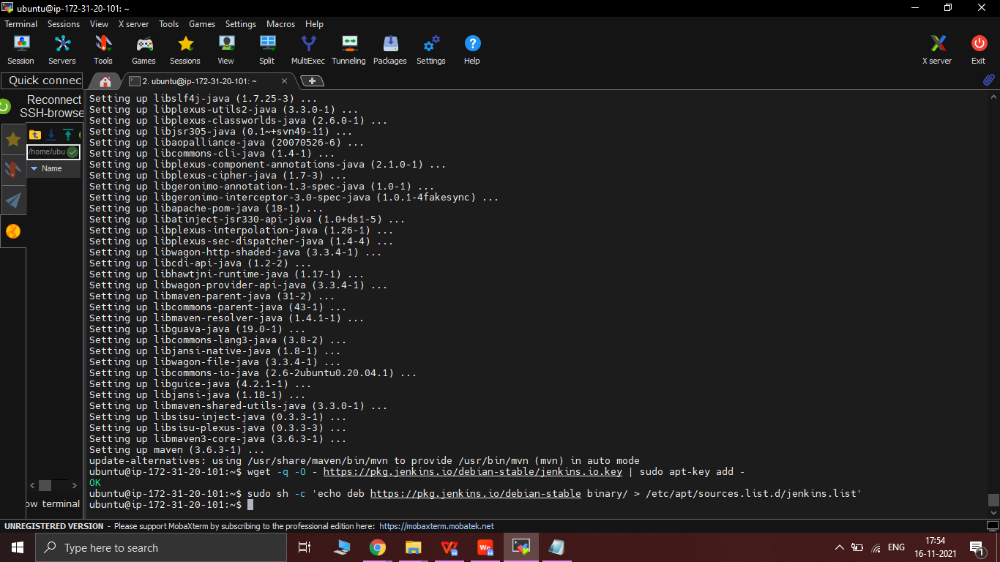 ubuntu@ip-172-31-20-101: ~
Terminal Sessions View X server Tools Games Settings Macros Help
Session Servers Tools Games Sessions View Split MultiExec Tunneling Packages Settings Help X server Exit
Quick connec
2. ubuntu@ip-172-31-20-101: ~
Reconnect
SSH-browse
/home/ubu
Name
Setting up libslf4j-java (1.7.25-3) ...
Setting up libplexus-utils2-java (3.3.0-1) ...
Setting up libplexus-classworlds-java (2.6.0-1) ...
Setting up libjsr305-java (0.1~+svn49-11) ...
Setting up libaopalliance-java (20070526-6) ...
Setting up libcommons-cli-java (1.4-1) ...
Setting up libplexus-component-annotations-java (2.1.0-1) ...
Setting up libplexus-cipher-java (1.7-3) ...
Setting up libgeronimo-annotation-1.3-spec-java (1.0-1) ...
Setting up libgeronimo-interceptor-3.0-spec-java (1.0.1-4fakesync) ...
Setting up libapache-pom-java (18-1) ...
Setting up libatinject-jsr330-api-java (1.0+ds1-5) ...
Setting up libplexus-interpolation-java (1.26-1) ...
Setting up libplexus-sec-dispatcher-java (1.4-4) ...
Setting up libwagon-http-shaded-java (3.3.4-1) ...
Setting up libcdi-api-java (1.2-2) ...
Setting up libhawtjni-runtime-java (1.17-1) ...
Setting up libwagon-provider-api-java (3.3.4-1) ...
Setting up libmaven-parent-java (31-2) ...
Setting up libcommons-parent-java (43-1) ...
Setting up libmaven-resolver-java (1.4.1-1) ...
Setting up libguava-java (19.0-1) ...
Setting up libcommons-lang3-java (3.8-2) ...
Setting up libjansi-native-java (1.8-1) ...
Setting up libwagon-file-java (3.3.4-1) ...
Setting up libcommons-io-java (2.6-2ubuntu0.20.04.1) ...
Setting up libguice-java (4.2.1-1) ...
Setting up libjansi-java (1.18-1) ...
Setting up libmaven-shared-utils-java (3.3.0-1) ...
Setting up libsisu-inject-java (0.3.3-1) ...
Setting up libsisu-plexus-java (0.3.3-3) ...
Setting up libmaven3-core-java (3.6.3-1) ...
Setting up maven (3.6.3-1) ...
update-alternatives: using /usr/share/maven/bin/mvn to provide /usr/bin/mvn (mvn) in auto mode
ubuntu@ip-172-31-20-101:~$ wget -q -O - https://pkg.jenkins.io/debian-stable/jenkins.io.key | sudo apt-key add -
OK
ubuntu@ip-172-31-20-101:~$ sudo sh -c 'echo deb https://pkg.jenkins.io/debian-stable binary/ > /etc/apt/sources.list.d/jenkins.list'
ubuntu@ip-172-31-20-101:~$
ow terminal
UNREGISTERED VERSION - Please support MobaXterm by subscribing to the professional edition here: https://mobaxterm.mobatek.net
Type here to search
ENG
17:54
16-11-2021
1